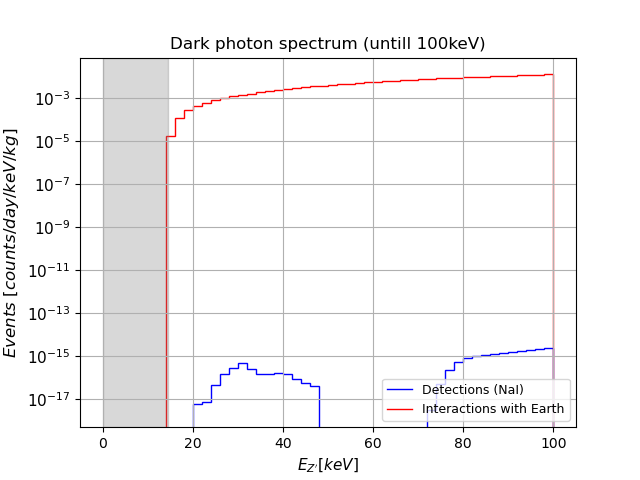 Dark photon spectrum (untill 100keV)
Events [counts/day/keV/kg]
10⁻³
10⁻⁵
10⁻⁷
10⁻⁹
10⁻¹¹
10⁻¹³
10⁻¹⁵
10⁻¹⁷
Detections (NaI)
Interactions with Earth
0 20 40 60 80 100
E_Z'[keV]